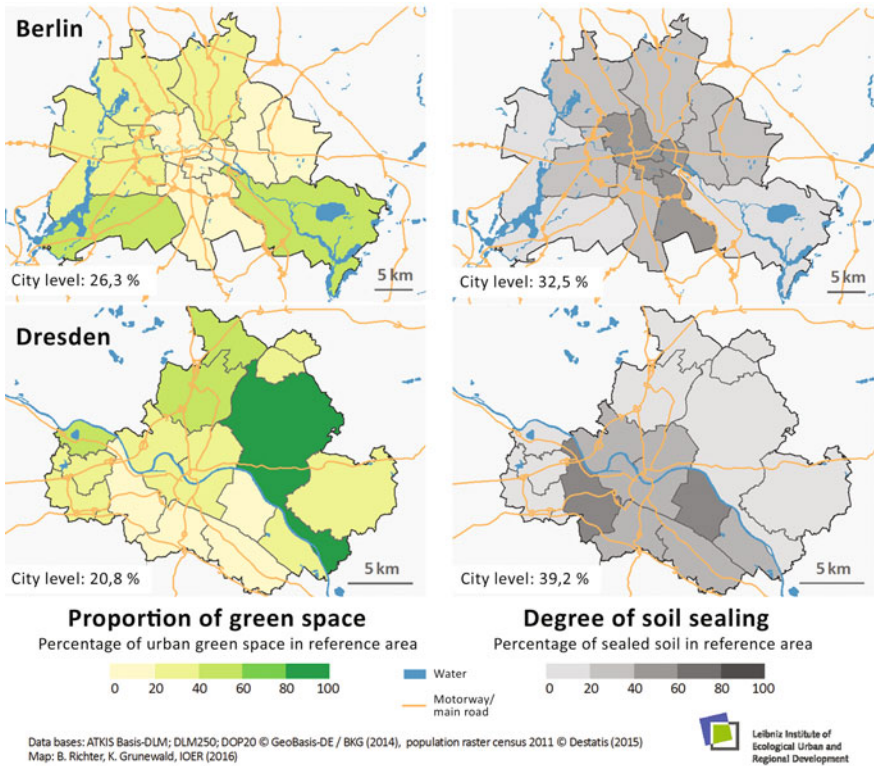 Berlin
City level: 26,3 %
5 km
City level: 32,5 %
5 km
Dresden
City level: 20,8 %
5 km
City level: 39,2 %
5 km
Proportion of green space
Percentage of urban green space in reference area
0 20 40 60 80 100
Water
Motorway/
main road
Degree of soil sealing
Percentage of sealed soil in reference area
0 20 40 60 80 100
Data bases: ATKIS Basis-DLM; DLM250; DOP20 © GeoBasis-DE / BKG (2014), population raster census 2011 © Destatis (2015)
Map: B. Richter, K. Grunewald, IOER (2016)
Leibniz Institute of
Ecological Urban and
Regional Development